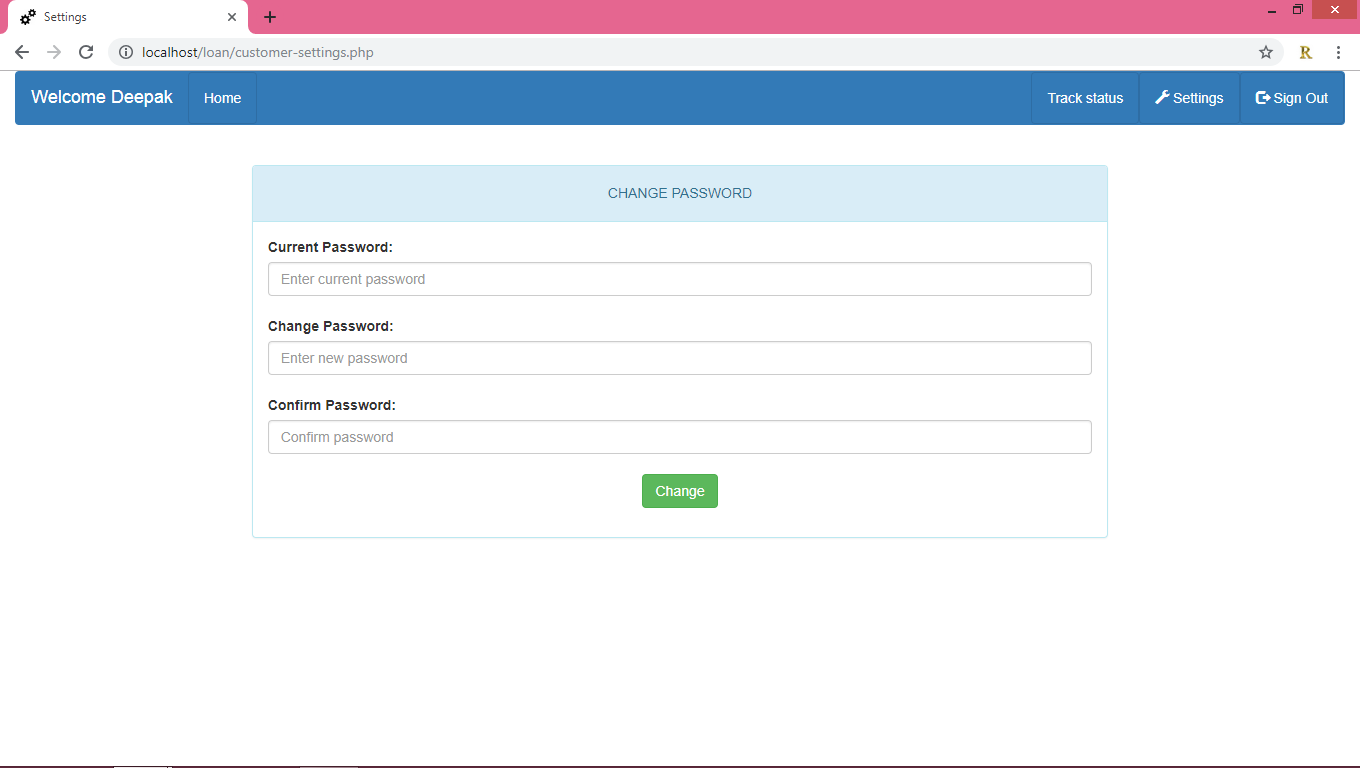 Settings
localhost/loan/customer-settings.php
R
Welcome Deepak Home Track status Settings Sign Out
CHANGE PASSWORD
Current Password:
Enter current password
Change Password:
Enter new password
Confirm Password:
Confirm password
Change